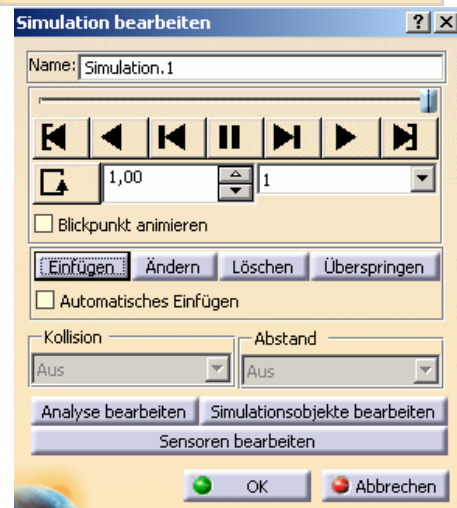 Simulation bearbeiten
Name: Simulation.1
1,00 1
Blickpunkt animieren
Einfügen Ändern Löschen Überspringen
Automatisches Einfügen
Kollision Abstand
Aus Aus
Analyse bearbeiten Simulationsobjekte bearbeiten
Sensoren bearbeiten
OK Abbrechen